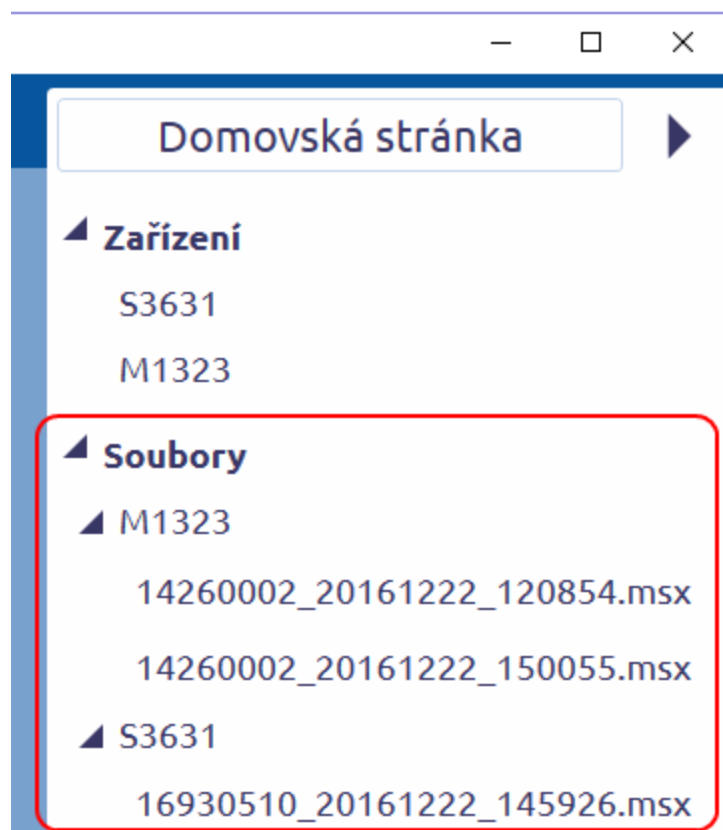 Domovská stránka
Zařízení
S3631
M1323
Soubory
M1323
14260002_20161222_120854.msx
14260002_20161222_150055.msx
S3631
16930510_20161222_145926.msx